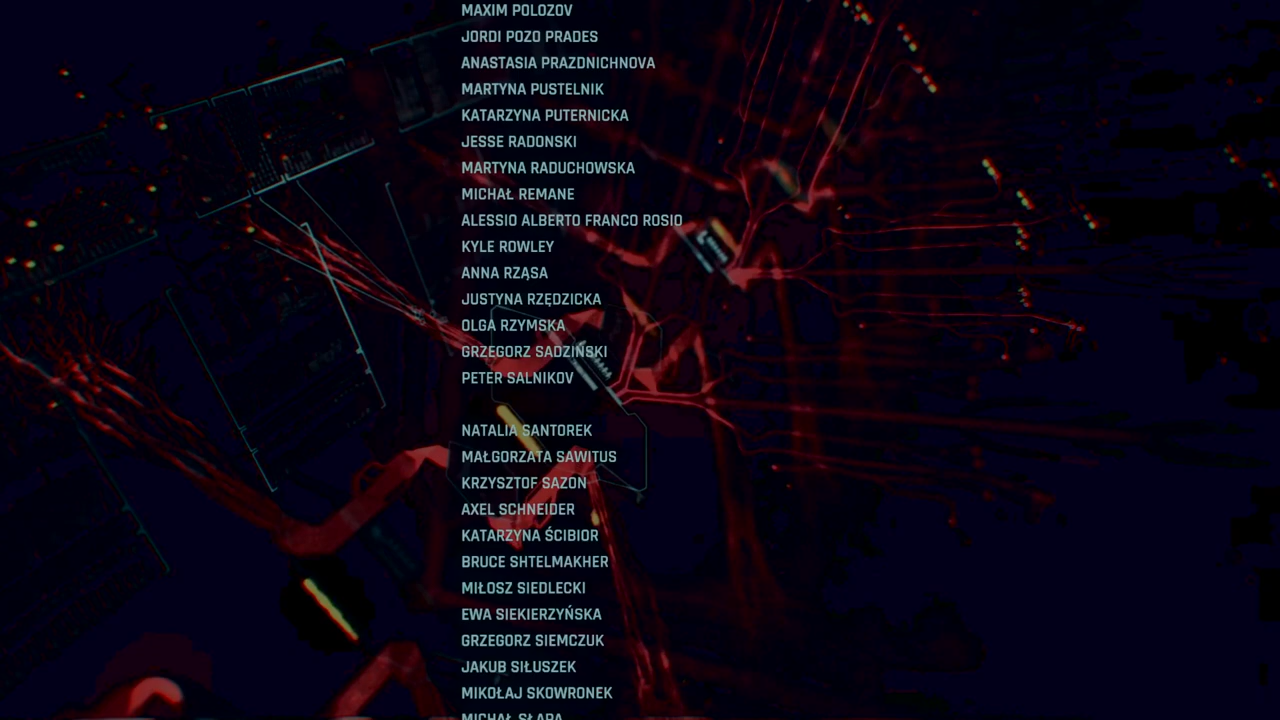 MAXIM POLOZOV
JORDI POZO PRADES
ANASTASIA PRAZDNICHNOVA
MARTYNA PUSTELNIK
KATARZYNA PUTERNICKA
JESSE RADONSKI
MARTYNA RADUCHOWSKA
MICHAŁ REMANE
ALESSIO ALBERTO FRANCO ROSIO
KYLE ROWLEY
ANNA RZĄSA
JUSTYNA RZĘDZICKA
OLGA RZYMSKA
GRZEGORZ SADZIŃSKI
PETER SALNIKOV
NATALIA SANTOREK
MAŁGORZATA SAWITUS
KRZYSZTOF SAZON
AXEL SCHNEIDER
KATARZYNA ŚCIBIOR
BRUCE SHTELMAKHER
MIŁOSZ SIEDLECKI
EWA SIEKIERZYŃSKA
GRZEGORZ SIEMCZUK
JAKUB SIŁUSZEK
MIKOŁAJ SKOWRONEK
MICHAŁ